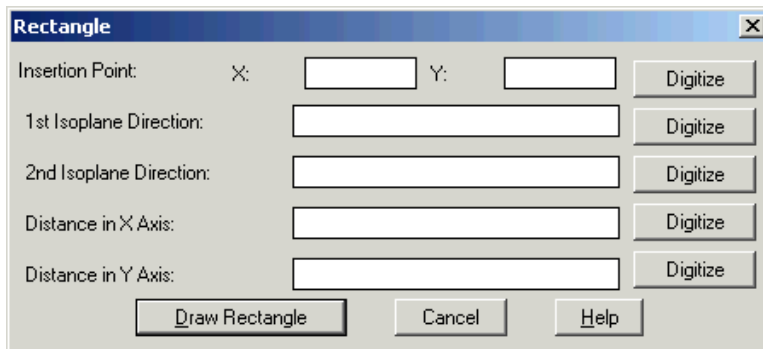 Rectangle
Insertion Point: X: Y: Digitize
1st Isoplane Direction: Digitize
2nd Isoplane Direction: Digitize
Distance in X Axis: Digitize
Distance in Y Axis: Digitize
Draw Rectangle Cancel Help